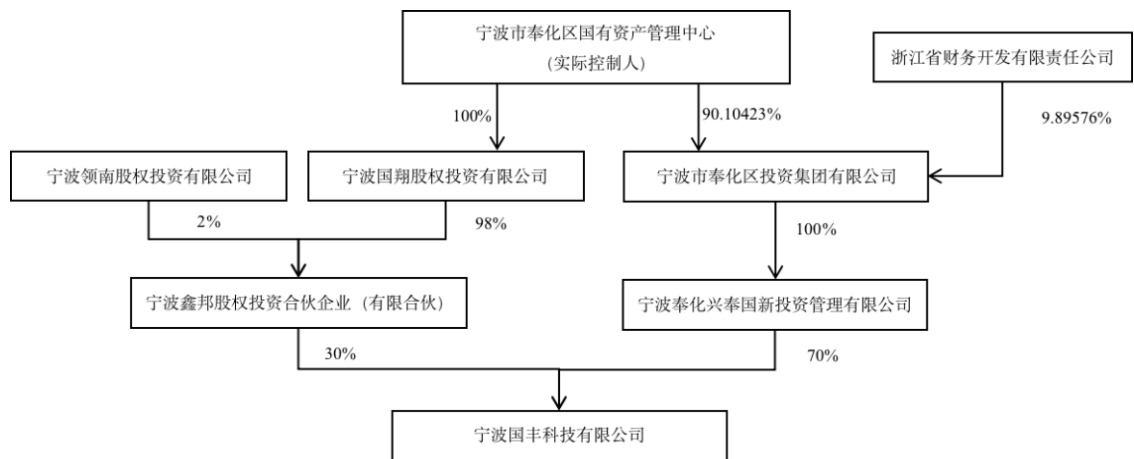 宁波市奉化区国有资产管理中心
（实际控制人）
浙江省财务开发有限责任公司
100%
90.10423%
9.89576%
宁波领南股权投资有限公司
宁波国翔股权投资有限公司
宁波市奉化区投资集团有限公司
2%
98%
100%
宁波鑫邦股权投资合伙企业（有限合伙）
宁波奉化兴奉国新投资管理有限公司
30%
70%
宁波国丰科技有限公司